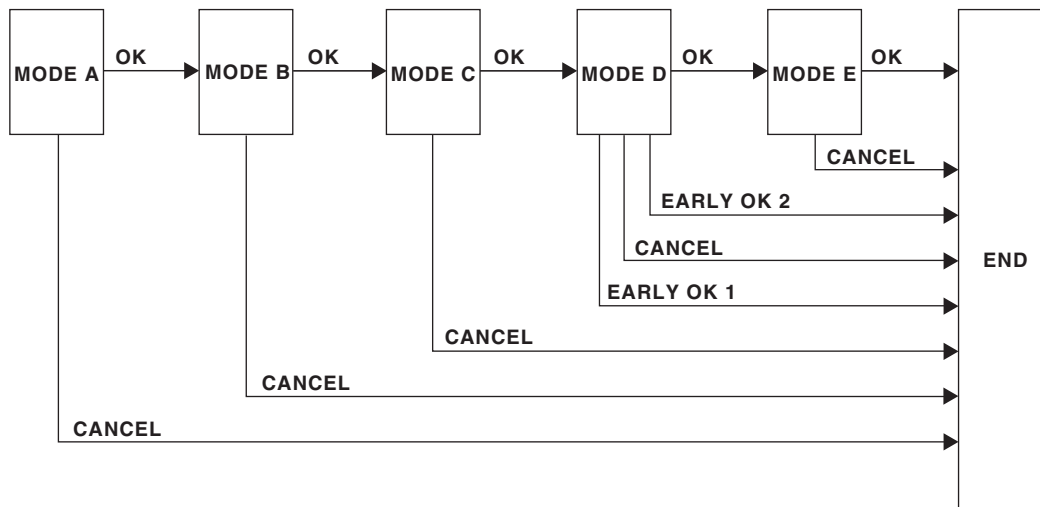 OK
OK
OK
OK
OK
MODE A
MODE B
MODE C
MODE D
MODE E
CANCEL
EARLY OK 2
CANCEL
END
EARLY OK 1
CANCEL
CANCEL
CANCEL